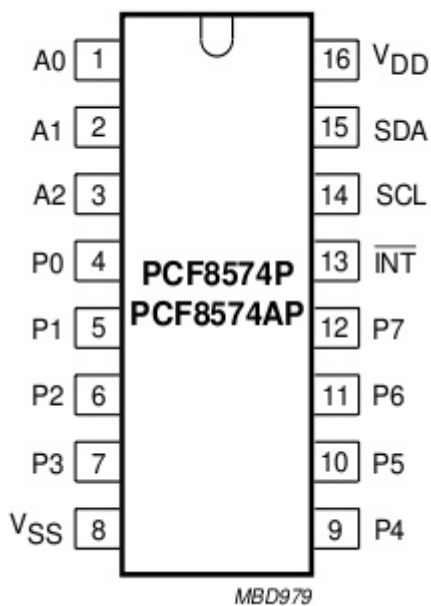 A0 1 16 VDD
A1 2 15 SDA
A2 3 14 SCL
P0 4 13 INT
PCF8574P
PCF8574AP
P1 5 12 P7
P2 6 11 P6
P3 7 10 P5
VSS 8 9 P4
MBD979